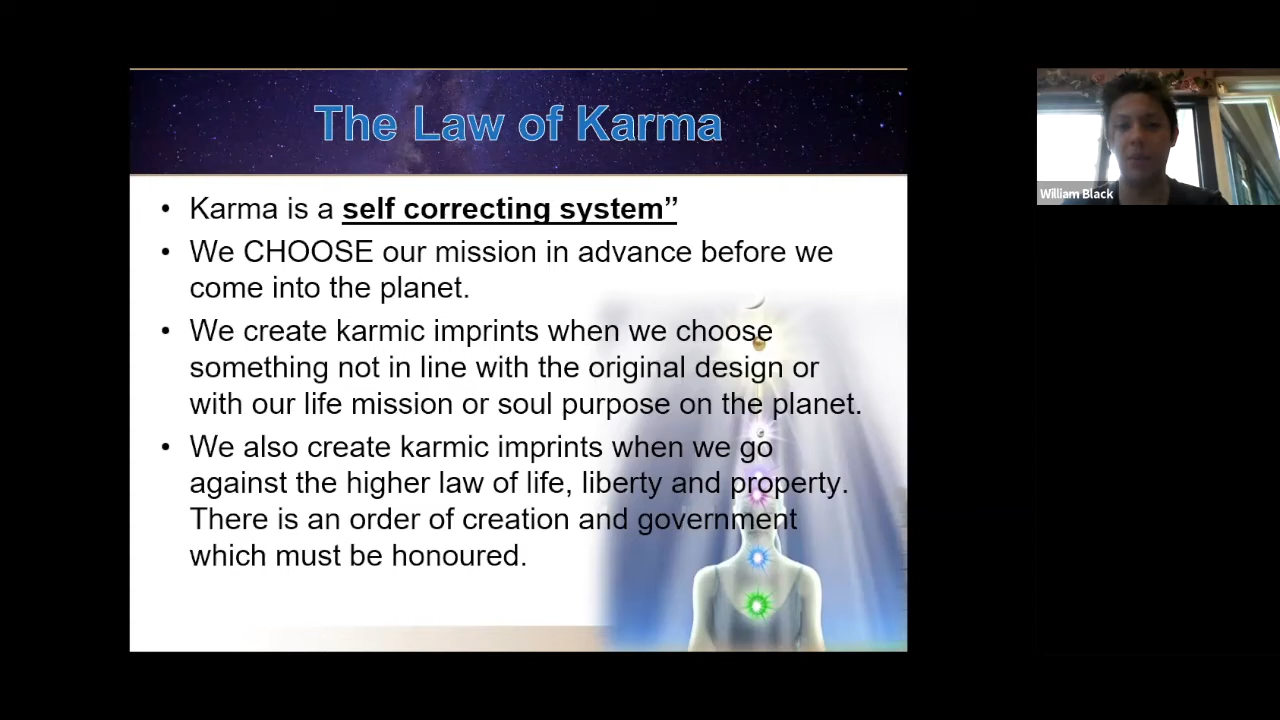 The Law of Karma
• Karma is a self correcting system”
• We CHOOSE our mission in advance before we
come into the planet.
• We create karmic imprints when we choose
something not in line with the original design or
with our life mission or soul purpose on the planet.
• We also create karmic imprints when we go
against the higher law of life, liberty and property.
There is an order of creation and government
which must be honoured.
William Black